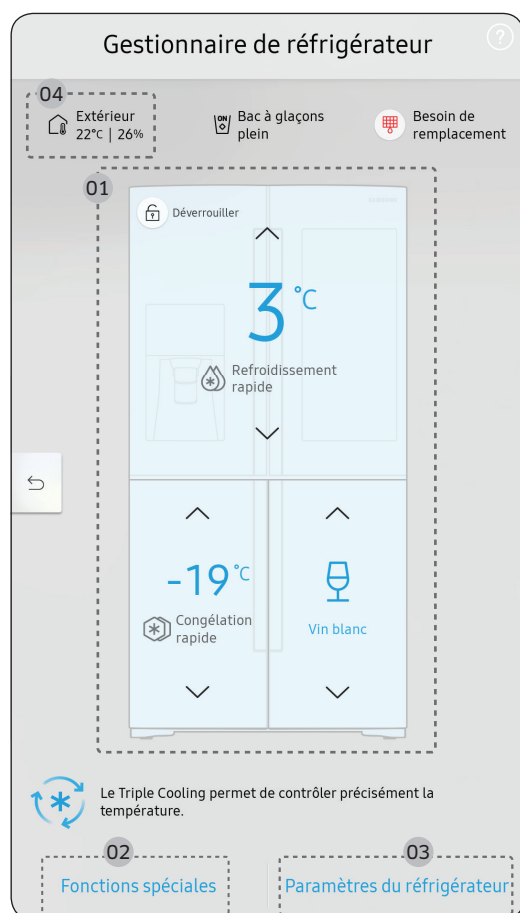 Gestionnaire de réfrigérateur
?
04
Extérieur
22°C | 26%
ON
Bac à glaçons
plein
Besoin de
remplacement
01
SAMSUNG
Déverrouiller
3 °C
Refroidissement
rapide
-19 °C
Congélation
rapide
Vin blanc
Le Triple Cooling permet de contrôler précisément la
température.
02
03
Fonctions spéciales
Paramètres du réfrigérateur